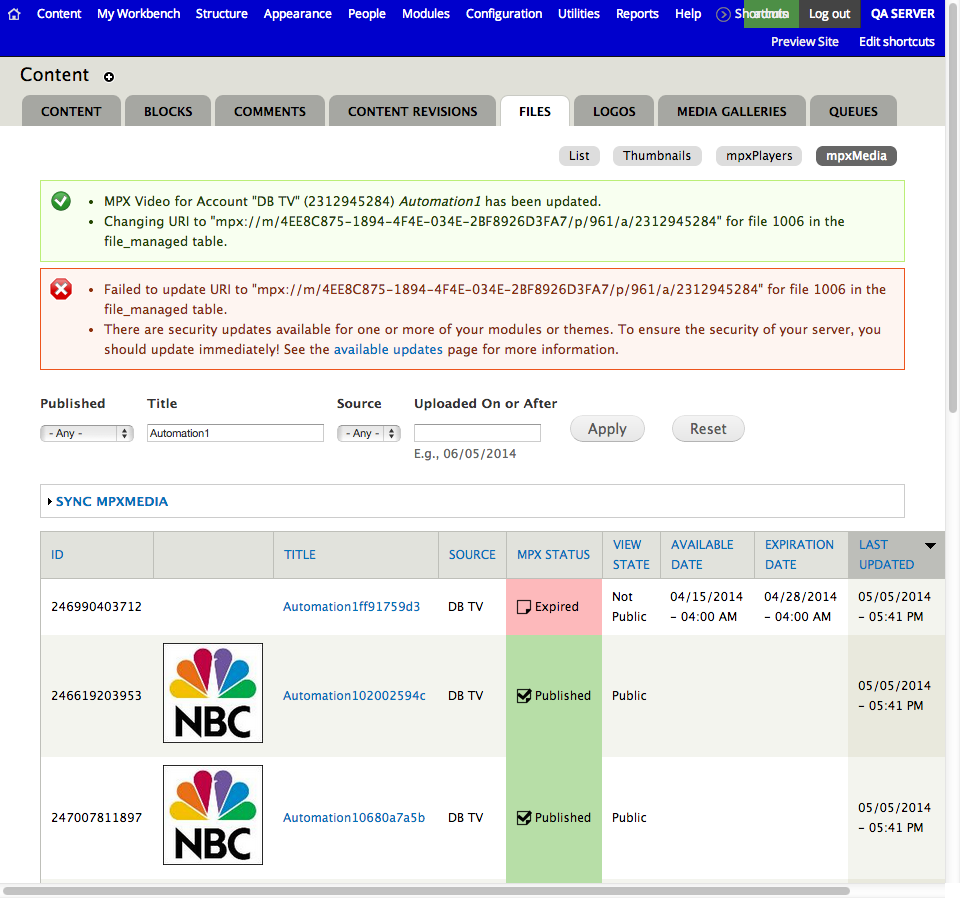 Content My Workbench Structure Appearance People Modules Configuration Utilities Reports Help Shortcuts Log out QA SERVER
Preview Site Edit shortcuts
Content
CONTENT BLOCKS COMMENTS CONTENT REVISIONS FILES LOGOS MEDIA GALLERIES QUEUES
List Thumbnails mpxPlayers mpxMedia
• MPX Video for Account "DB TV" (2312945284) Automation1 has been updated.
• Changing URI to "mpx://m/4EE8C875-1894-4F4E-034E-2BF8926D3FA7/p/961/a/2312945284" for file 1006 in the
file_managed table.
• Failed to update URI to "mpx://m/4EE8C875-1894-4F4E-034E-2BF8926D3FA7/p/961/a/2312945284" for file 1006 in the
file_managed table.
• There are security updates available for one or more of your modules or themes. To ensure the security of your server, you
should update immediately! See the available updates page for more information.
Published Title Source Uploaded On or After
- Any - Automation1 - Any - Apply Reset
E.g., 06/05/2014
SYNC MPXMEDIA
ID TITLE SOURCE MPX STATUS VIEW STATE AVAILABLE DATE EXPIRATION DATE LAST UPDATED
246990403712 Automation1ff91759d3 DB TV Expired Not Public 04/15/2014 - 04:00 AM 04/28/2014 - 04:00 AM 05/05/2014 - 05:41 PM
246619203953 NBC Automation102002594c DB TV Published Public 05/05/2014 - 05:41 PM
247007811897 NBC Automation10680a7a5b DB TV Published Public 05/05/2014 - 05:41 PM